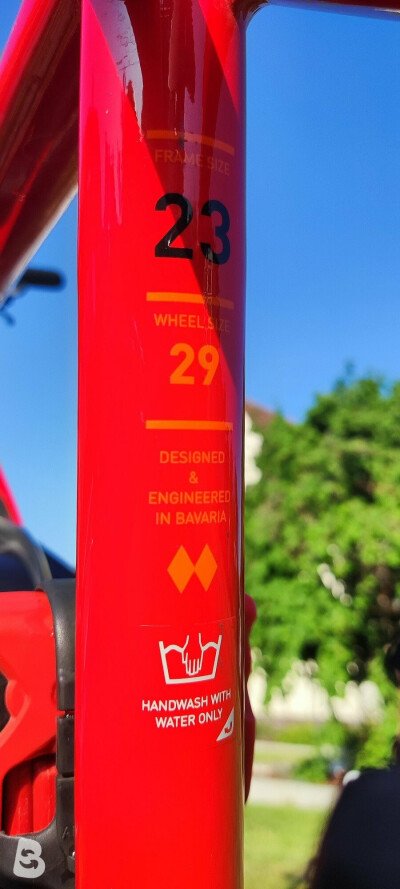 FRAME SIZE
23
WHEEL SIZE
29
DESIGNED
&
ENGINEERED
IN BAVARIA
HANDWASH WITH
WATER ONLY